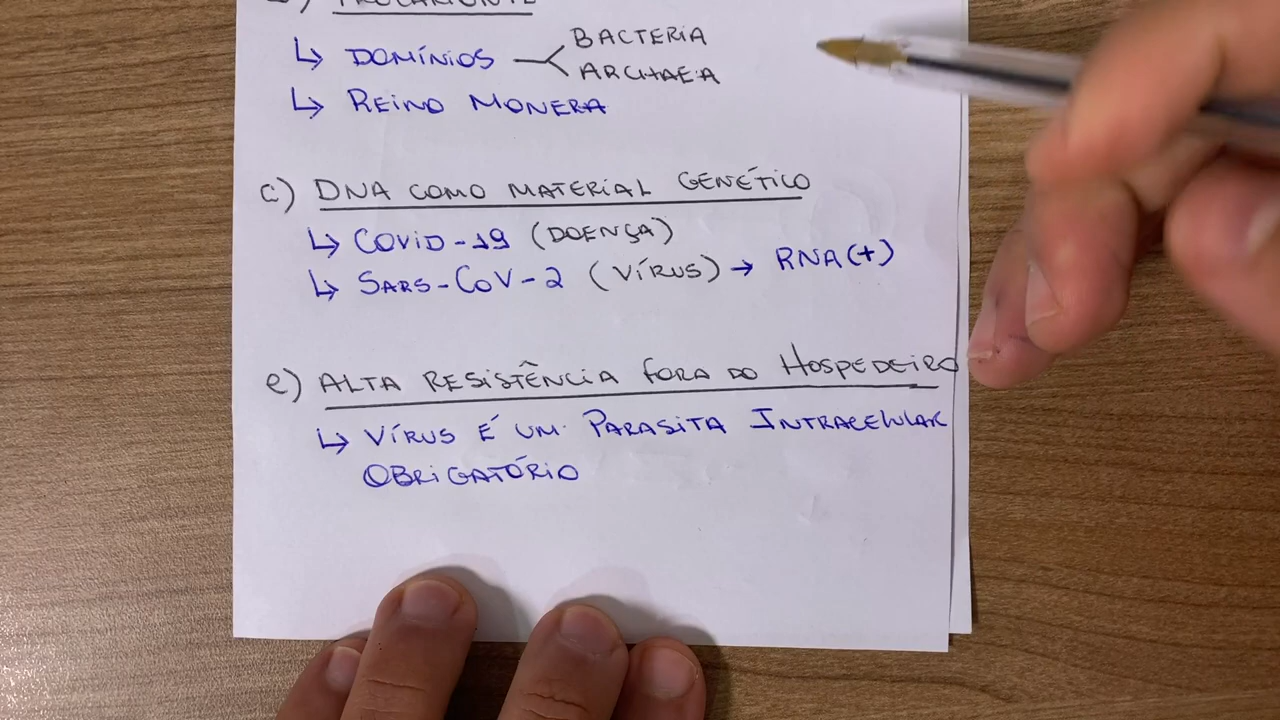 PROCARIONTE
↳ DOMÍNIOS
BACTERIA
ARCHAEA
↳ REINO MONERA
C) DNA COMO MATERIAL GENÉTICO
↳ COVID-19 (DOENÇA)
↳ SARS-COV-2 (VÍRUS) → RNA(+)
e) ALTA RESISTÊNCIA FORA DO HOSPEDEIRO
↳ VÍRUS É UM PARASITA INTRACELULAR
OBRIGATÓRIO